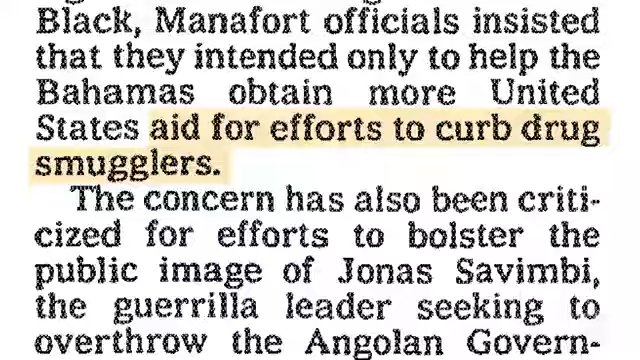 Black, Manafort officials insisted
that they intended only to help the
Bahamas obtain more United
States aid for efforts to curb drug
smugglers.
The concern has also been criti-
cized for efforts to bolster the
public image of Jonas Savimbi,
the guerrilla leader seeking to
overthrow the Angolan Govern-